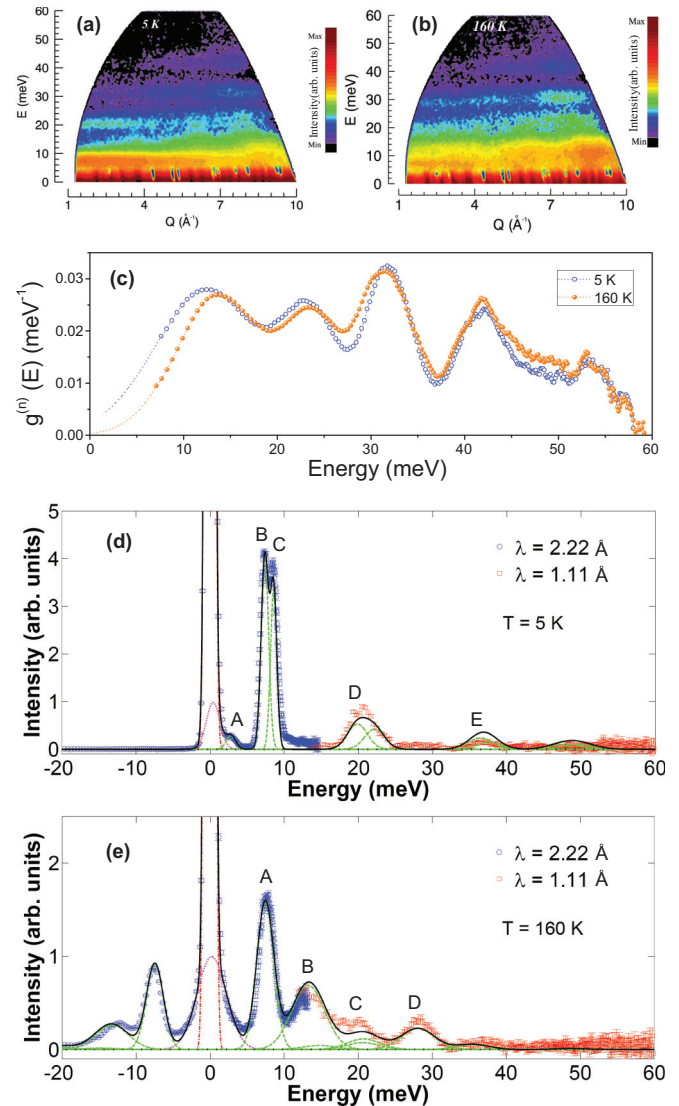 (a)
5 K
E (meV)
60
50
40
30
20
10
0
1
4
7
10
Q (Å⁻¹)
Max
Intensity(arb. units)
Min
(b)
160 K
E (meV)
60
50
40
30
20
10
0
1
4
7
10
Q (Å⁻¹)
Max
Intensity(arb. units)
Min
(c)
5 K
160 K
g⁽ⁿ⁾ (E) (meV⁻¹)
0.03
0.02
0.01
0.00
0 10 20 30 40 50 60
Energy (meV)
(d)
B
C
A
D
E
λ = 2.22 Å
λ = 1.11 Å
T = 5 K
Intensity (arb. units)
5
4
3
2
1
0
-20 -10 0 10 20 30 40 50 60
Energy (meV)
(e)
A
B
C
D
λ = 2.22 Å
λ = 1.11 Å
T = 160 K
Intensity (arb. units)
2
1
0
-20 -10 0 10 20 30 40 50 60
Energy (meV)